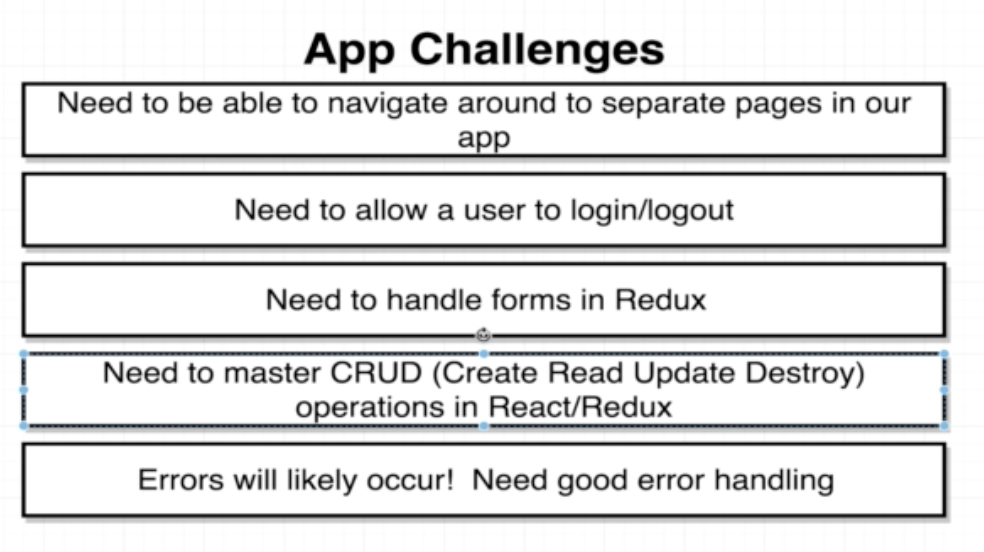 App Challenges
Need to be able to navigate around to separate pages in our
app
Need to allow a user to login/logout
Need to handle forms in Redux
Need to master CRUD (Create Read Update Destroy)
operations in React/Redux
Errors will likely occur!  Need good error handling